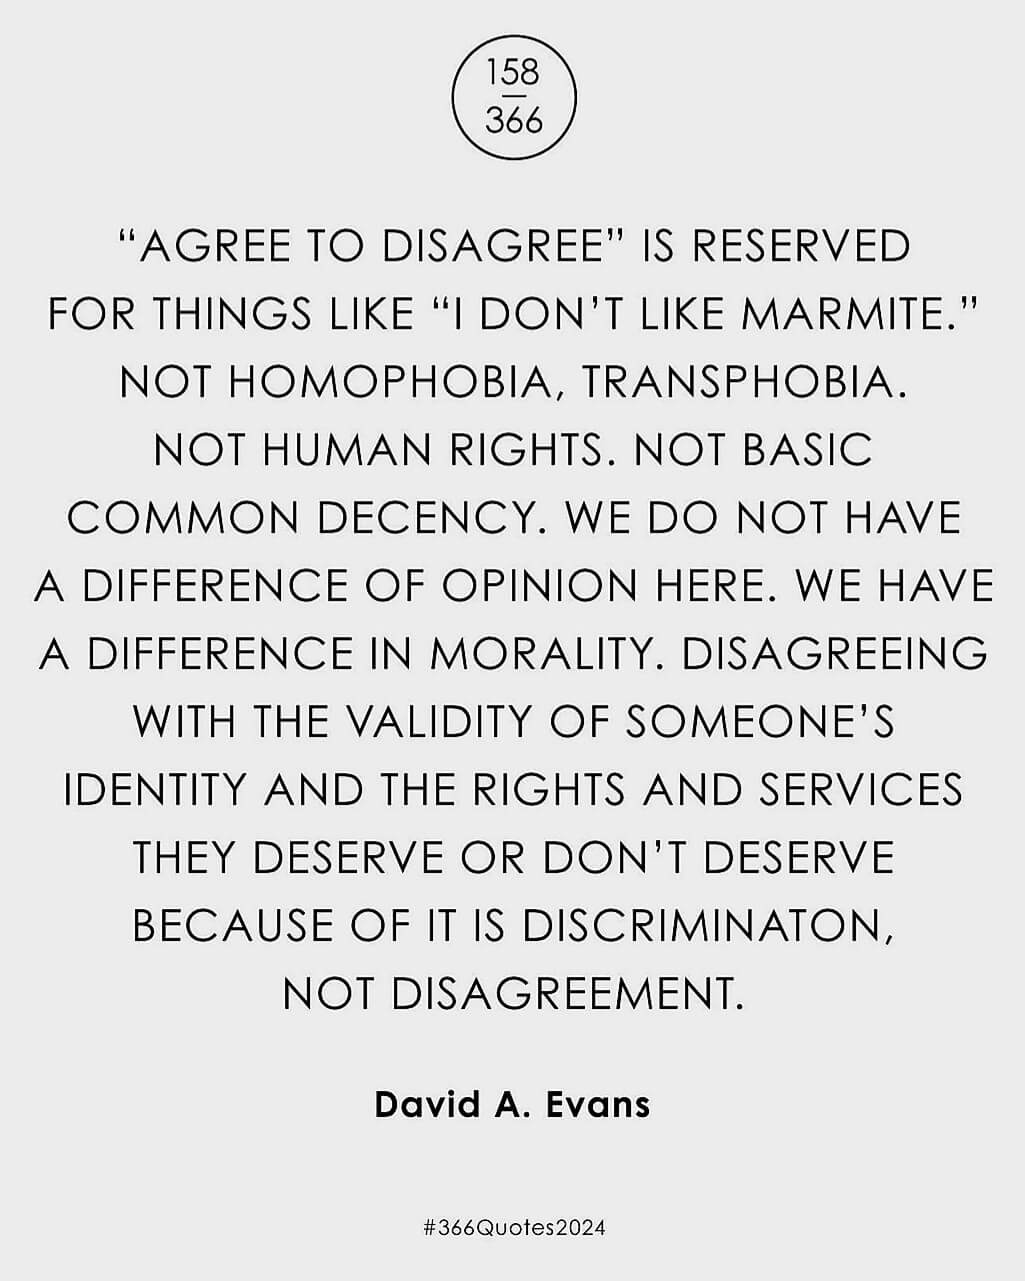 158
366
“AGREE TO DISAGREE” IS RESERVED
FOR THINGS LIKE “I DON’T LIKE MARMITE.”
NOT HOMOPHOBIA, TRANSPHOBIA.
NOT HUMAN RIGHTS. NOT BASIC
COMMON DECENCY. WE DO NOT HAVE
A DIFFERENCE OF OPINION HERE. WE HAVE
A DIFFERENCE IN MORALITY. DISAGREEING
WITH THE VALIDITY OF SOMEONE’S
IDENTITY AND THE RIGHTS AND SERVICES
THEY DESERVE OR DON’T DESERVE
BECAUSE OF IT IS DISCRIMINATON,
NOT DISAGREEMENT.
David A. Evans
#366Quotes2024